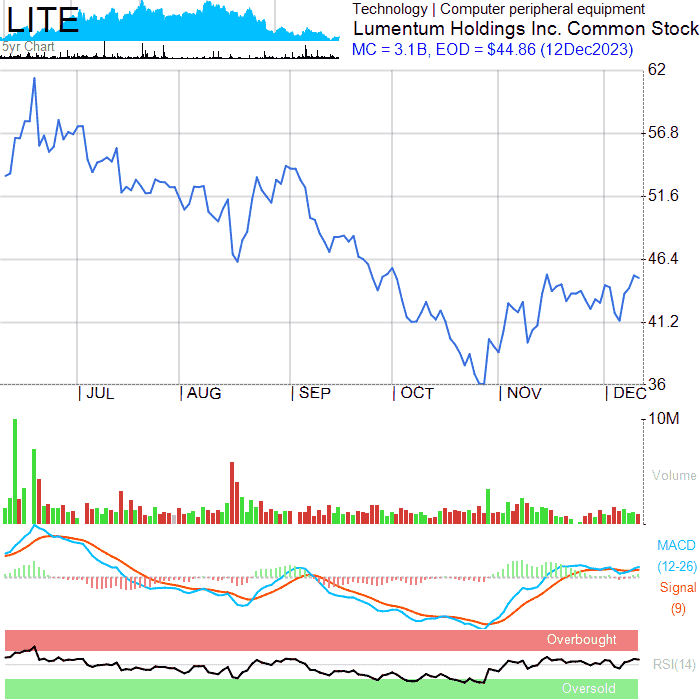 LITE
5yr Chart
Technology | Computer peripheral equipment
Lumentum Holdings Inc. Common Stock
MC = 3.1B, EOD = $44.86 (12Dec2023)
62
56.8
51.6
46.4
41.2
36
| JUL | AUG | SEP | OCT | NOV | DEC
10M
Volume
MACD
(12-26)
Signal
(9)
Overbought
RSI(14)
Oversold